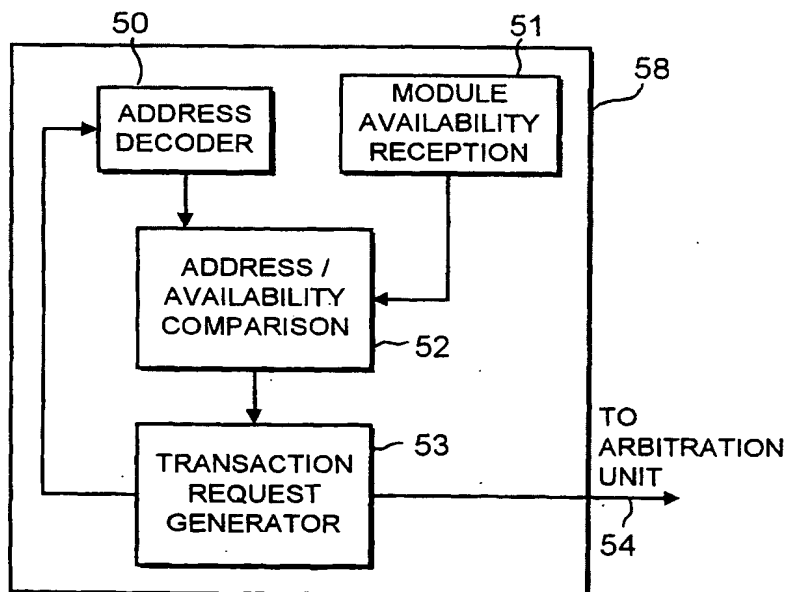 50
51
58
ADDRESS
DECODER
MODULE
AVAILABILITY
RECEPTION
ADDRESS /
AVAILABILITY
COMPARISON
52
53
TRANSACTION
REQUEST
GENERATOR
TO
ARBITRATION
UNIT
54